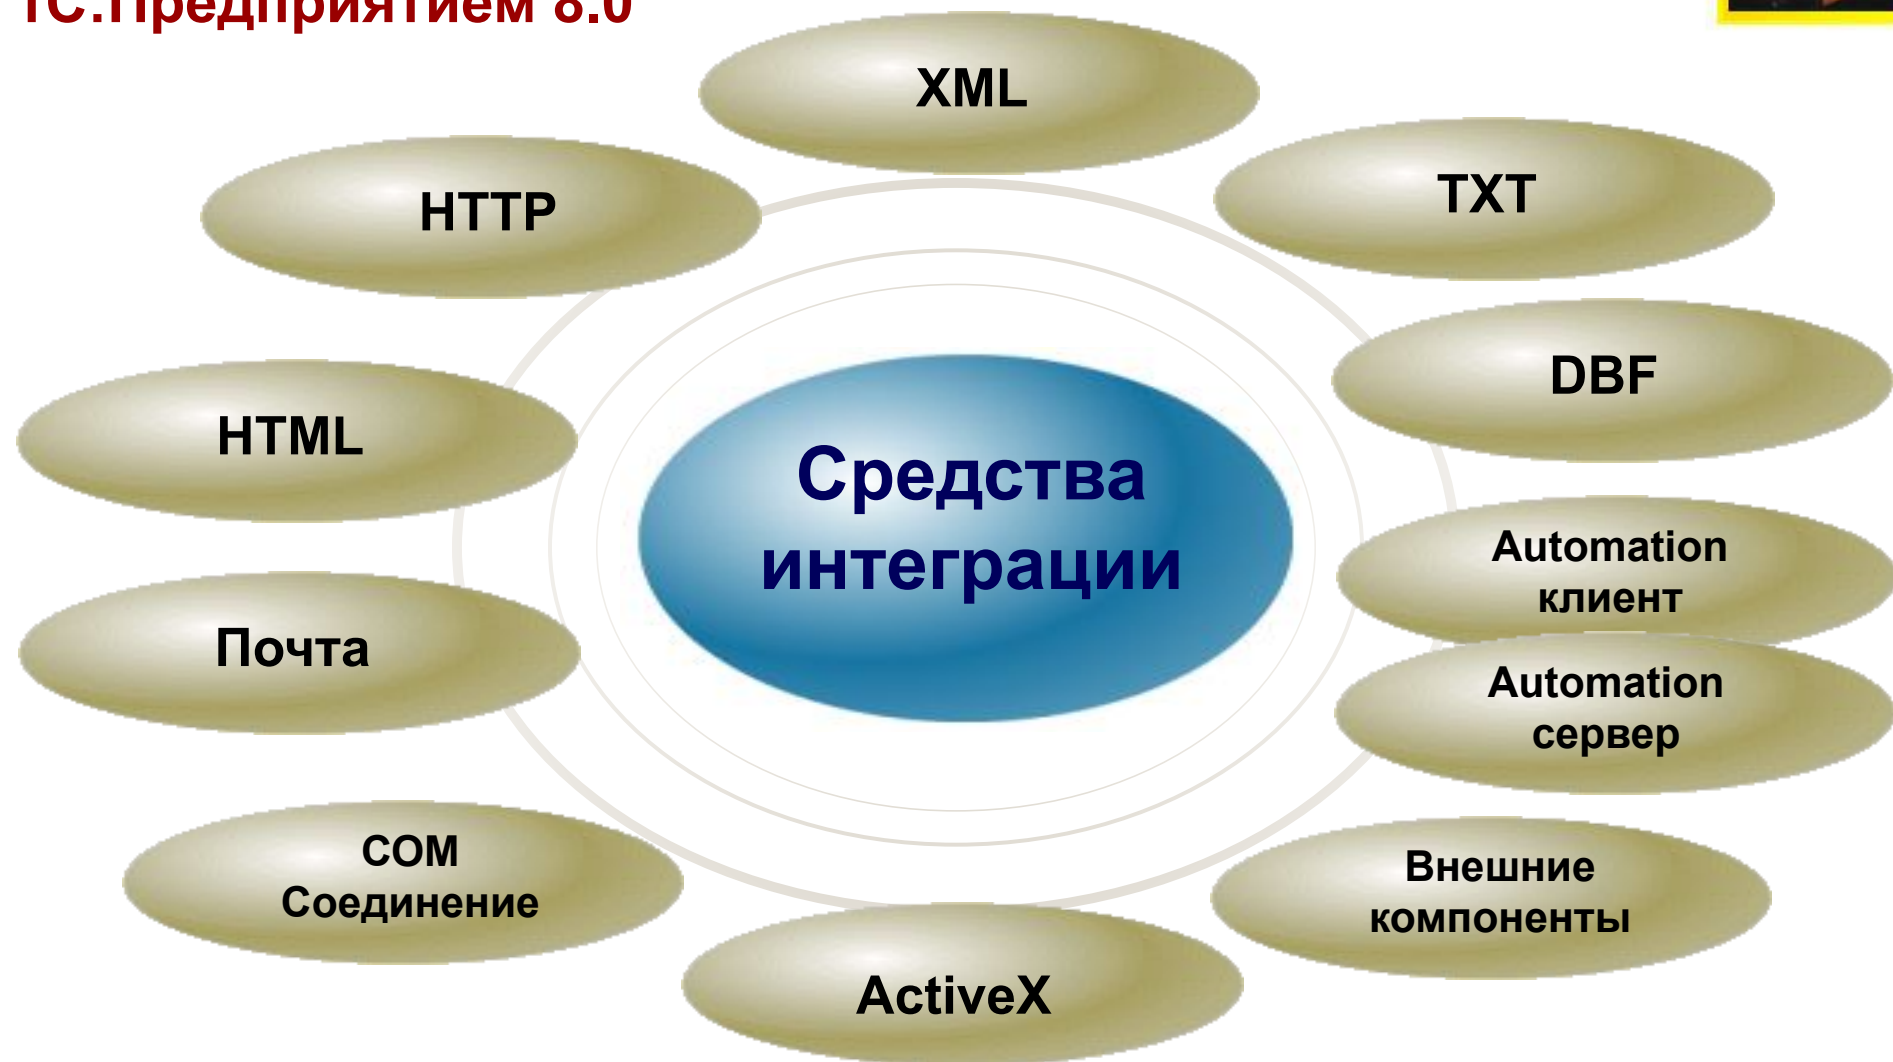 1С:Предприятием 8.0
XML
HTTP
TXT
DBF
HTML
Средства
интеграции
Automation
клиент
Почта
Automation
сервер
COM
Соединение
Внешние
компоненты
ActiveX